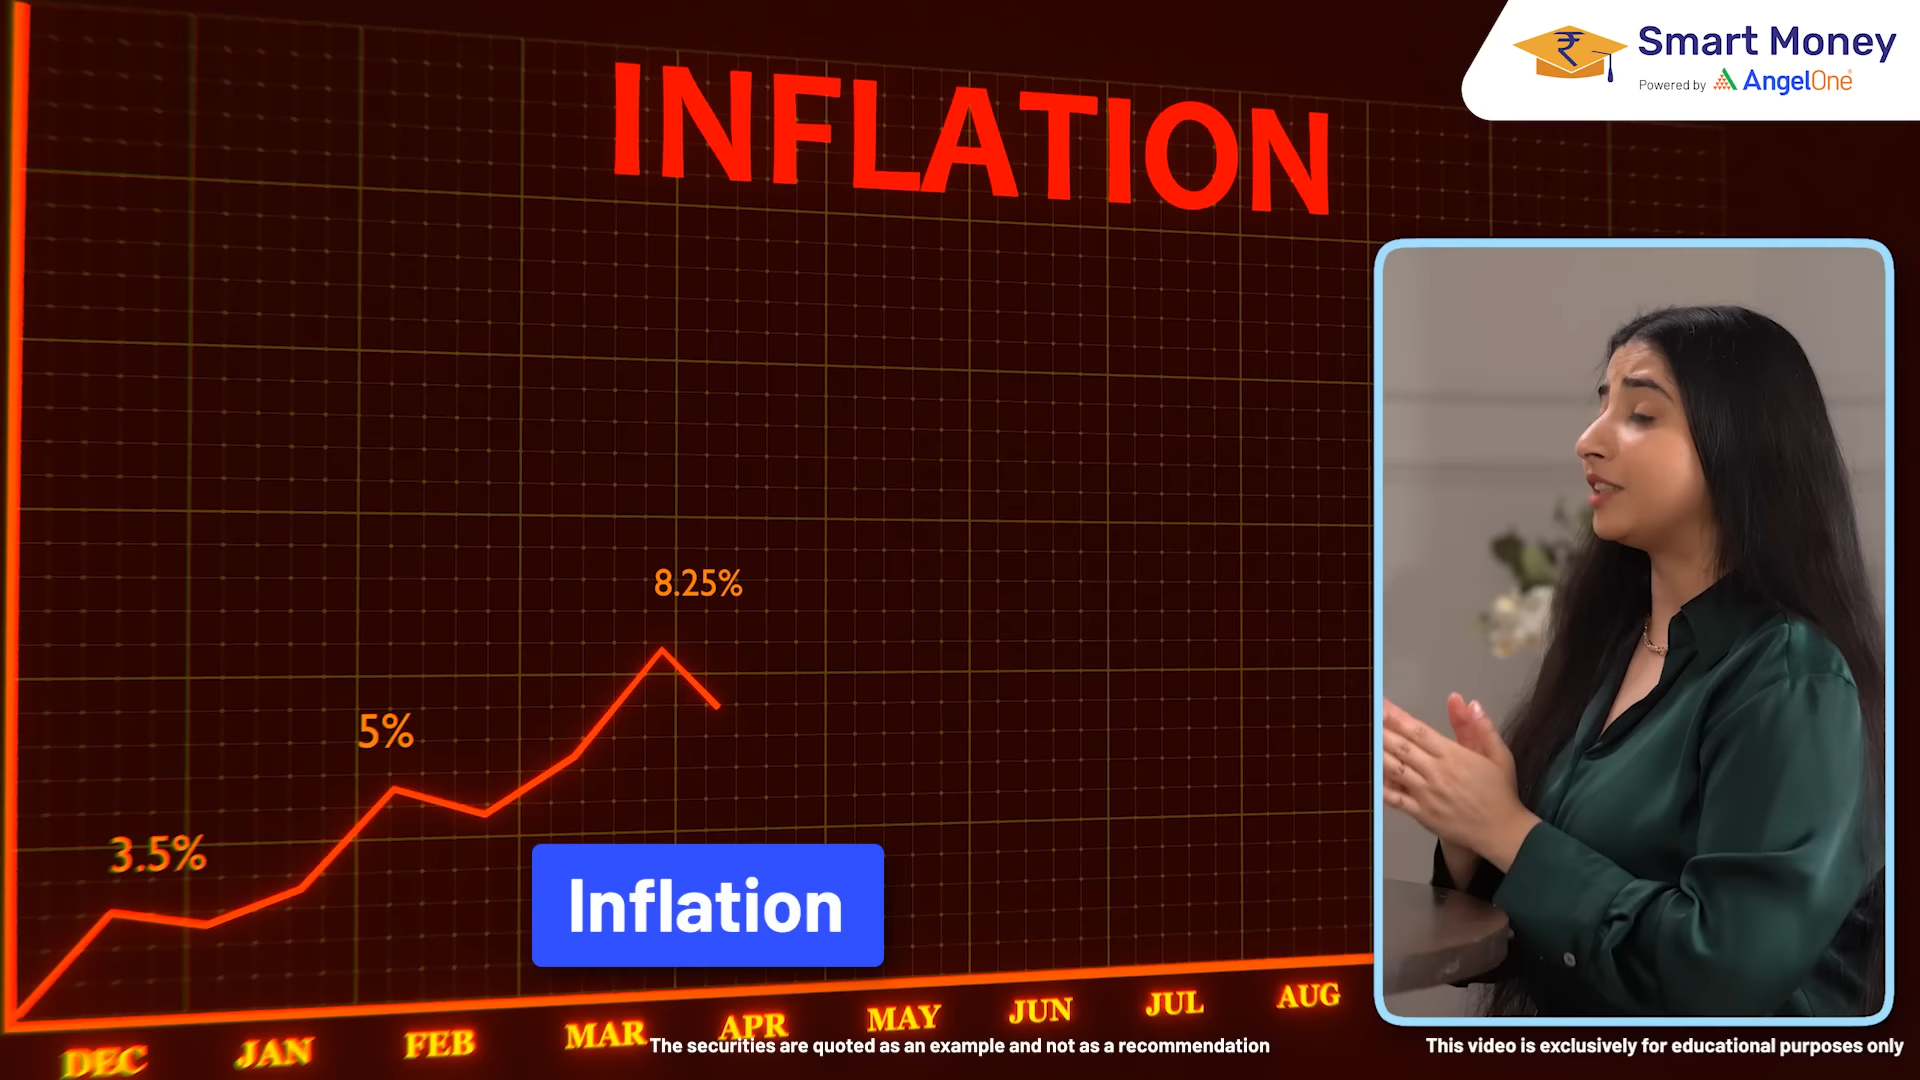 INFLATION
₹ Smart Money
Powered by AngelOne
8.25%
5%
3.5%
Inflation
DEC JAN FEB MAR APR MAY JUN JUL AUG
The securities are quoted as an example and not as a recommendation
This video is exclusively for educational purposes only